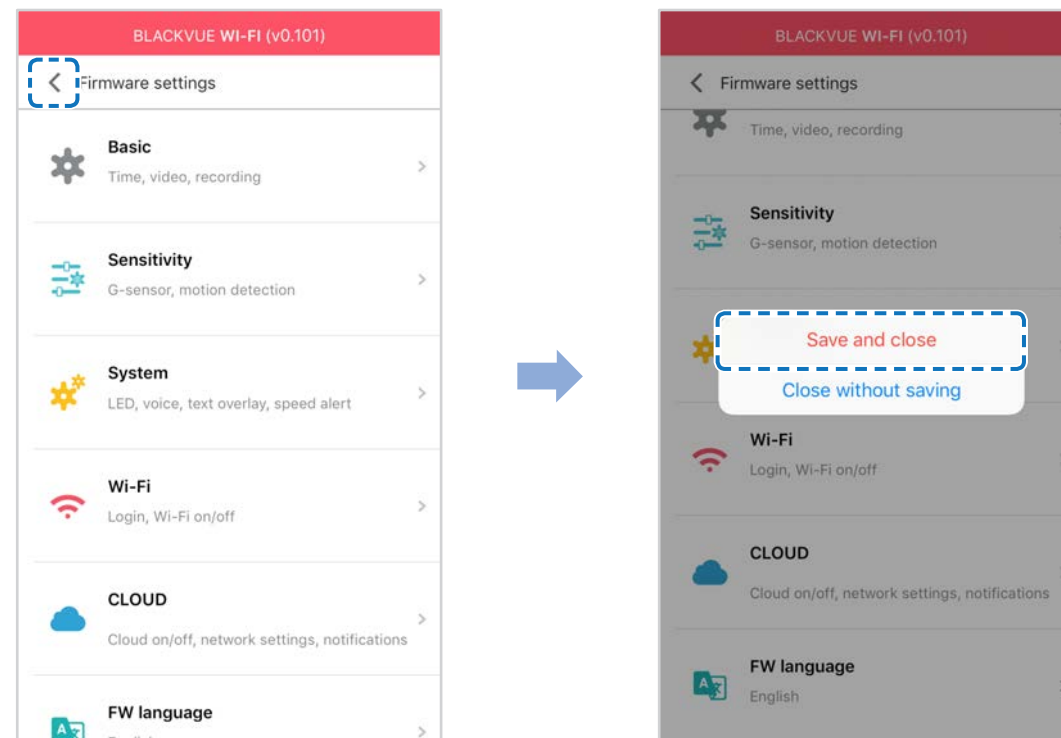 BLACKVUE WI-FI (v0.101)
Firmware settings
Basic
Time, video, recording
Sensitivity
G-sensor, motion detection
System
LED, voice, text overlay, speed alert
Wi-Fi
Login, Wi-Fi on/off
CLOUD
Cloud on/off, network settings, notifications
FW language
BLACKVUE WI-FI (v0.101)
Firmware settings
Time, video, recording
Sensitivity
G-sensor, motion detection
Save and close
Close without saving
Wi-Fi
Login, Wi-Fi on/off
CLOUD
Cloud on/off, network settings, notifications
FW language
English